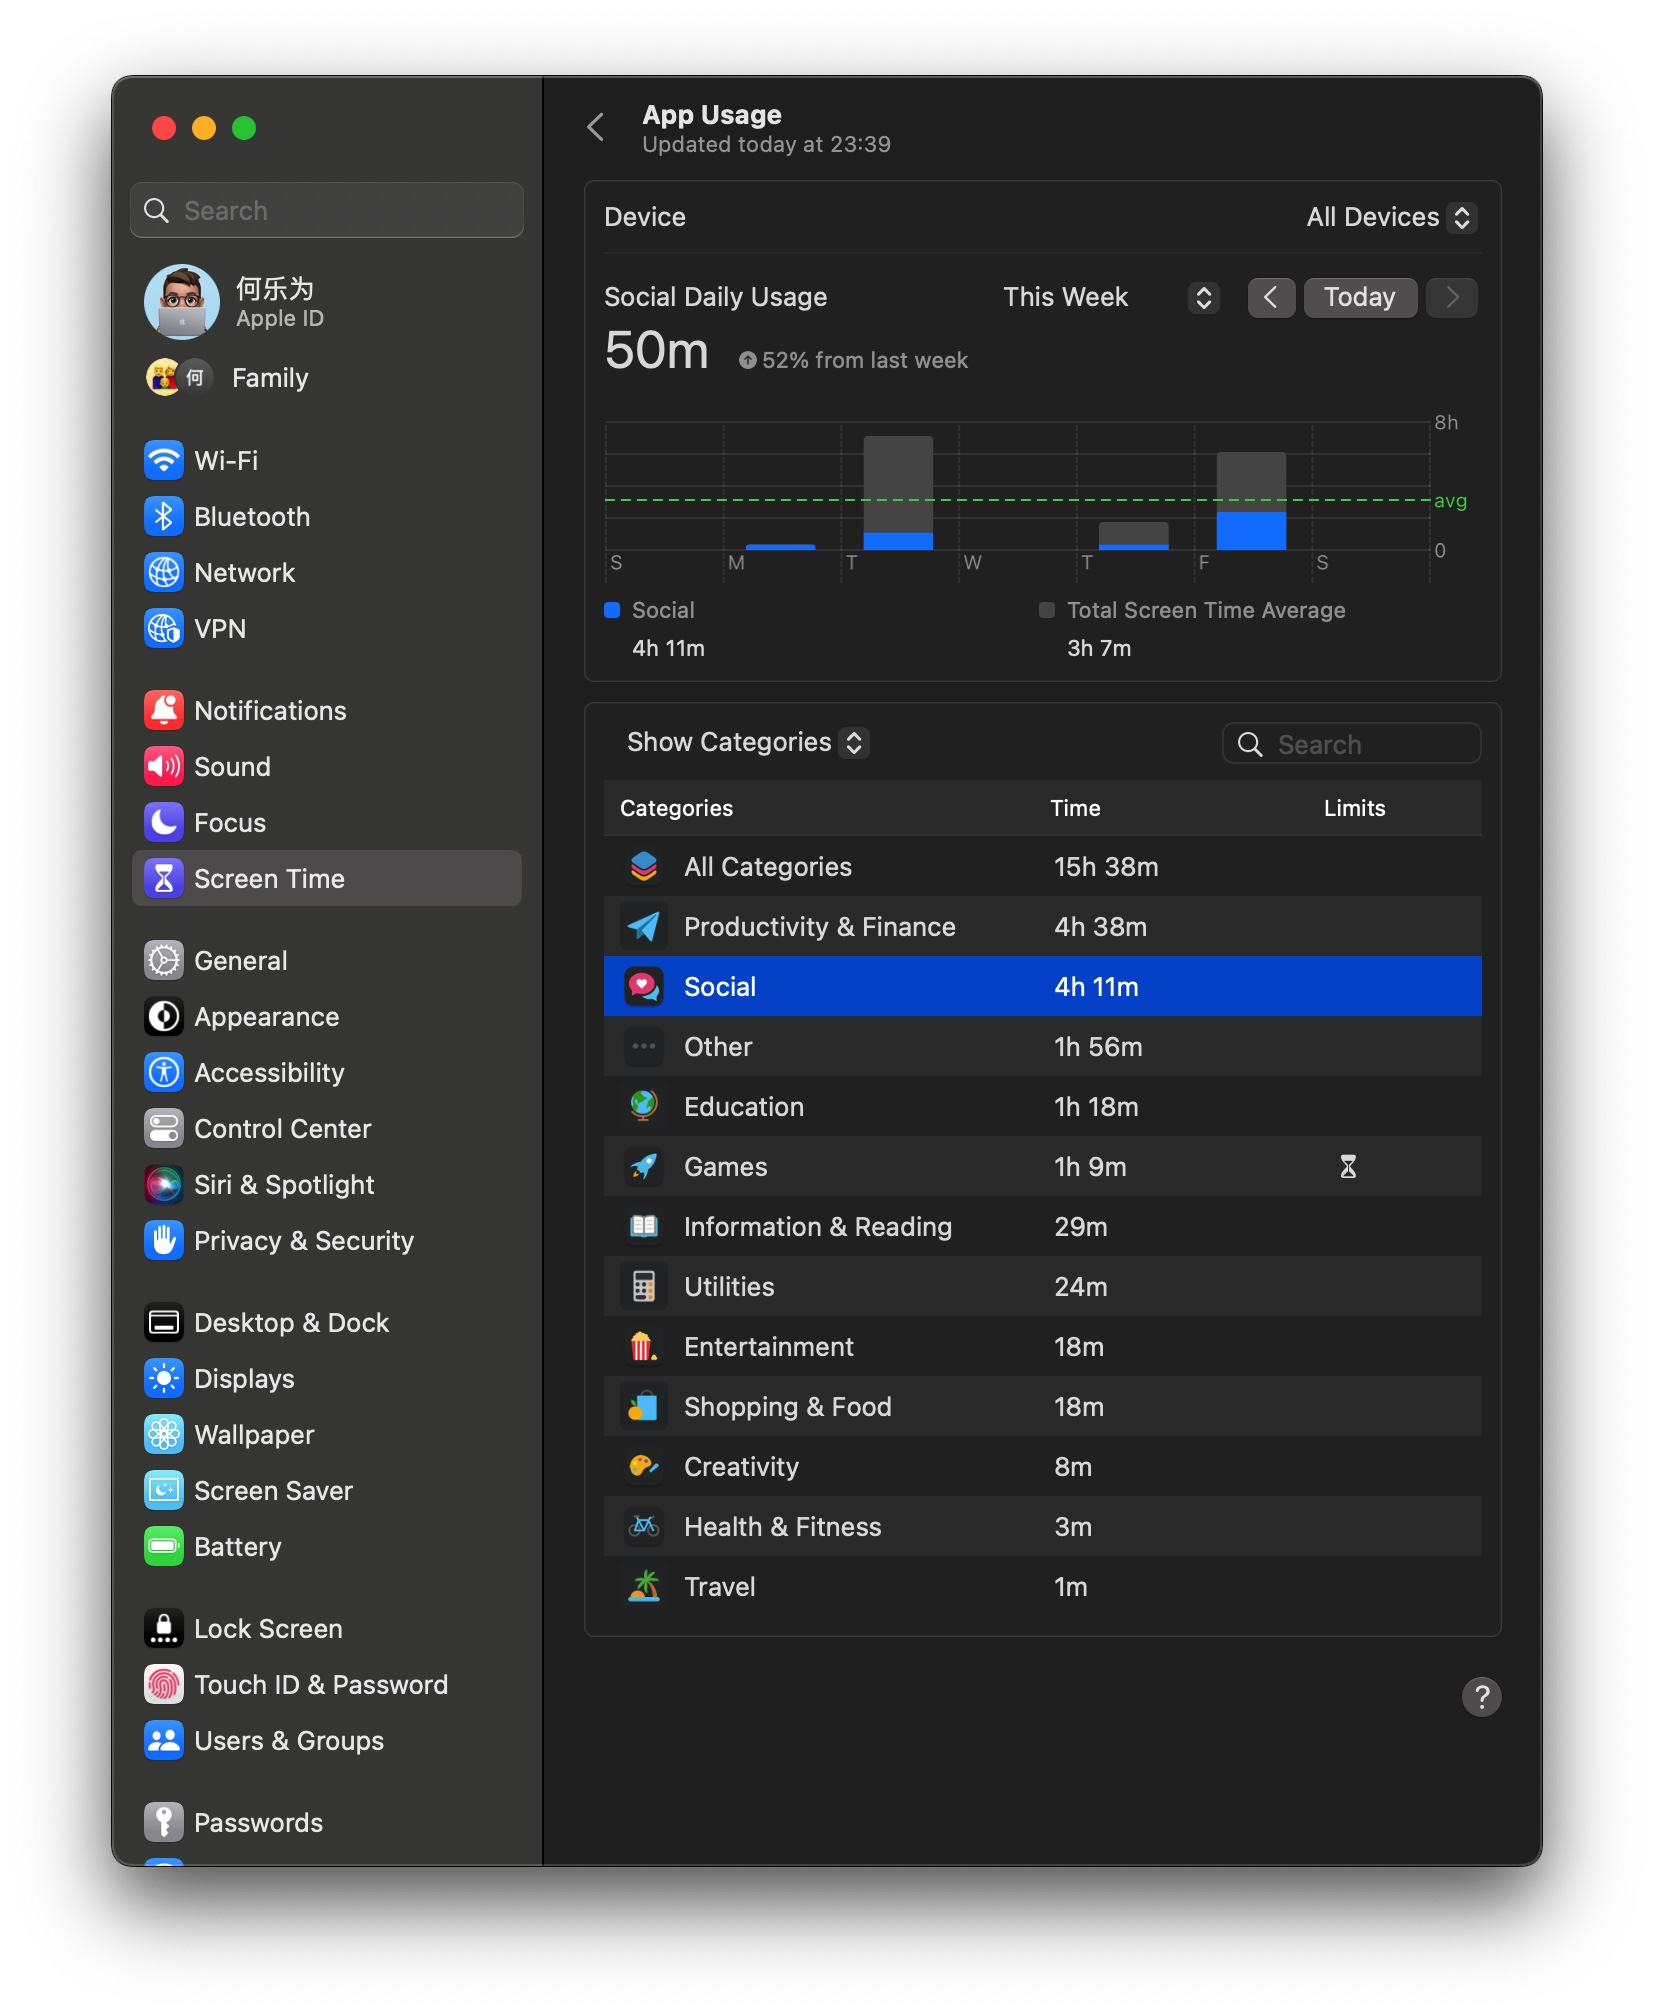 Search
何乐为
Apple ID
何
Family
Wi-Fi
Bluetooth
Network
VPN
Notifications
Sound
Focus
Screen Time
General
Appearance
Accessibility
Control Center
Siri & Spotlight
Privacy & Security
Desktop & Dock
Displays
Wallpaper
Screen Saver
Battery
Lock Screen
Touch ID & Password
Users & Groups
Passwords
App Usage
Updated today at 23:39
Device All Devices
Social Daily Usage This Week Today
50m 52% from last week
8h
avg
0
S M T W T F S
Social Total Screen Time Average
4h 11m 3h 7m
Show Categories Search
Categories Time Limits
All Categories 15h 38m
Productivity & Finance 4h 38m
Social 4h 11m
Other 1h 56m
Education 1h 18m
Games 1h 9m
Information & Reading 29m
Utilities 24m
Entertainment 18m
Shopping & Food 18m
Creativity 8m
Health & Fitness 3m
Travel 1m
?